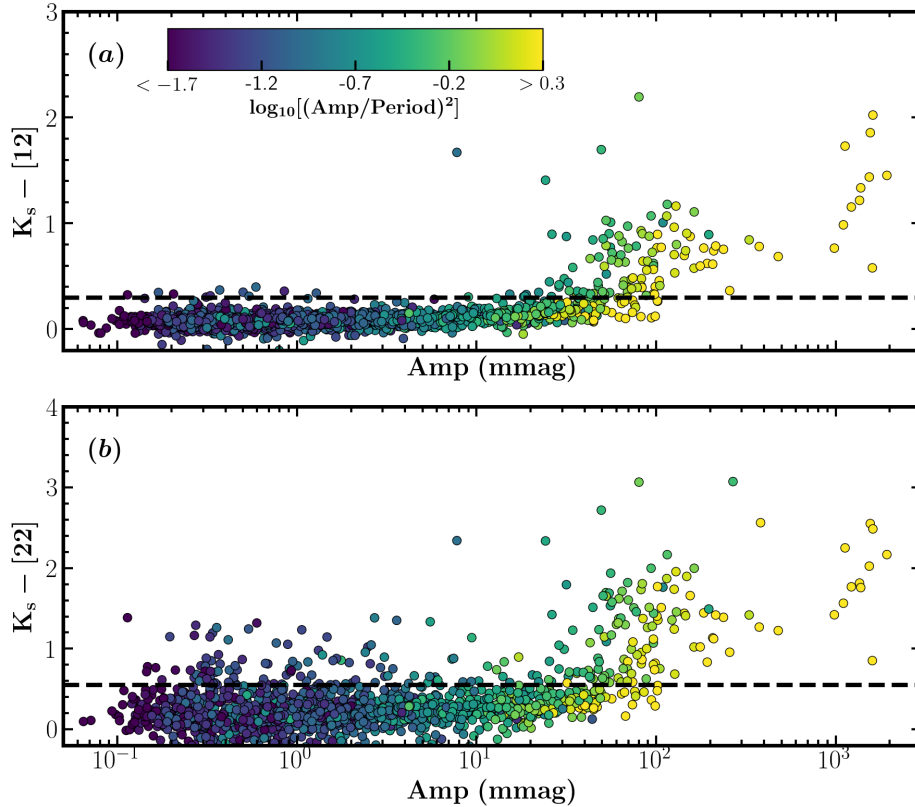 3
(a)
< −1.7 -1.2 -0.7 -0.2 > 0.3
log₁₀[(Amp/Period)²]
2
1
0
Kₛ − [12]
Amp (mmag)
4
(b)
3
2
1
0
Kₛ − [22]
10⁻¹ 10⁰ 10¹ 10² 10³
Amp (mmag)